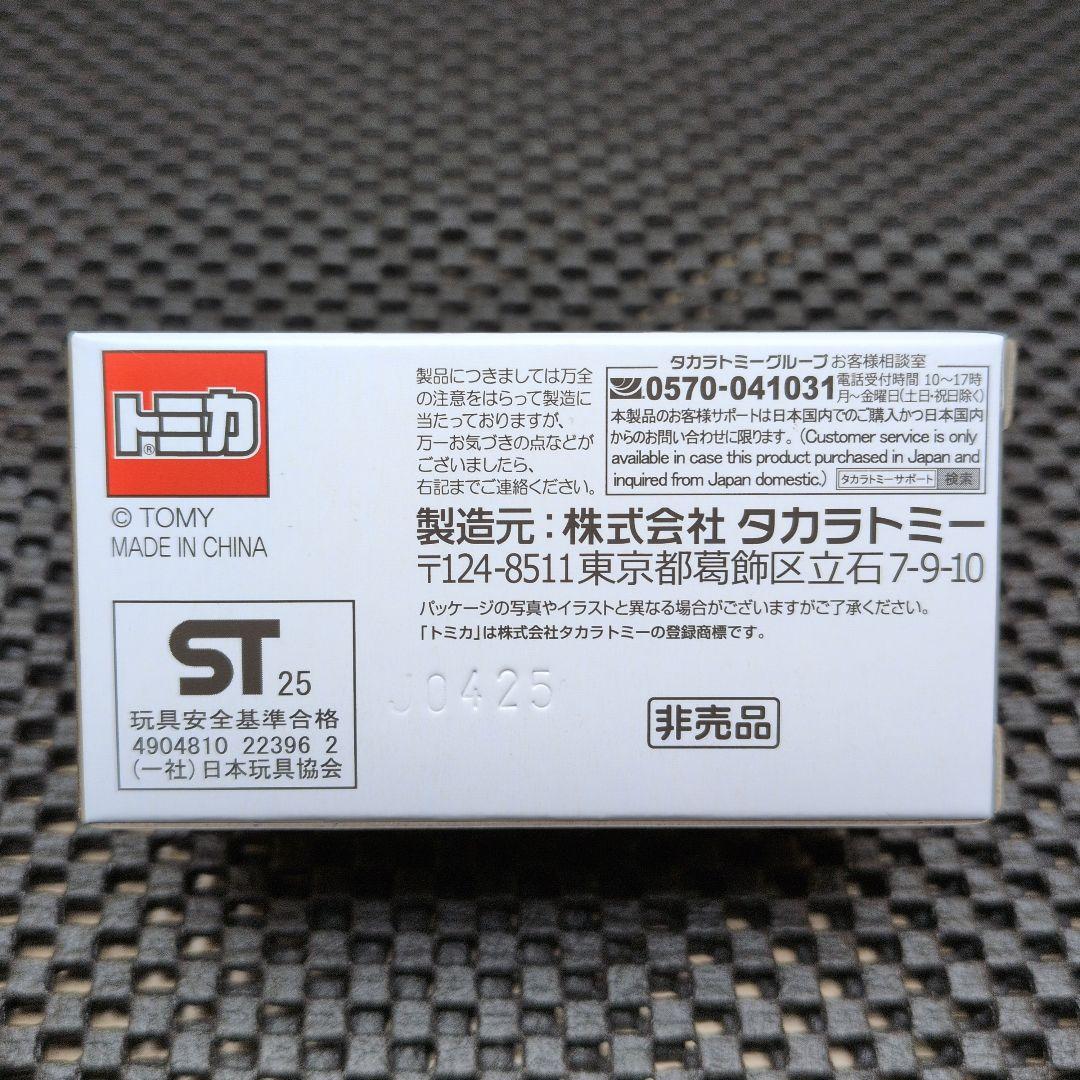 トミカ®
© TOMY
MADE IN CHINA
ST 25
玩具安全基準合格
4904810 22396 2
(一社)日本玩具協会
製品につきましては万全
の注意をはらって製造に
当たっておりますが、
万一お気づきの点などが
ございましたら、
右記までご連絡ください。
タカラトミーグループ お客様相談室
0570-041031 電話受付時間 10〜17時
月〜金曜日(土日・祝日除く)
本製品のお客様サポートは日本国内でのご購入かつ日本国内
からのお問い合わせに限ります。(Customer service is only
available in case this product purchased in Japan and
inquired from Japan domestic.) タカラトミーサポート 検索
製造元:株式会社 タカラトミー
〒124-8511 東京都葛飾区立石 7-9-10
パッケージの写真やイラストと異なる場合がございますがご了承ください。
「トミカ」は株式会社タカラトミーの登録商標です。
J0425
非売品